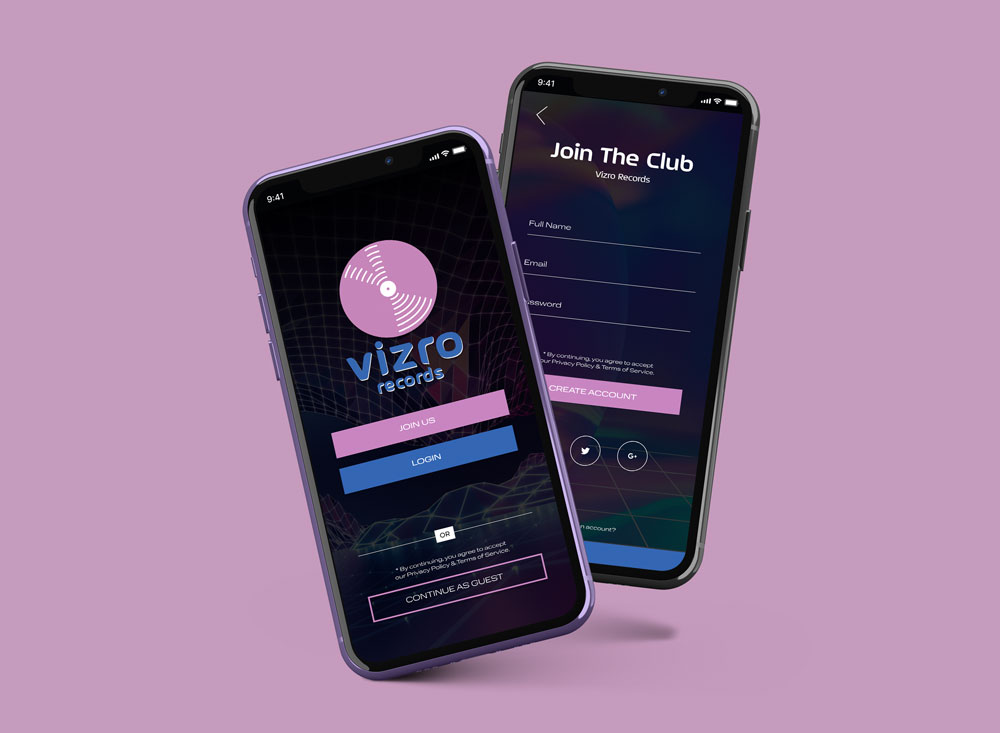 9:41
vizro
records
JOIN US
LOGIN
OR
* By continuing, you agree to accept
our Privacy Policy & Terms of Service.
CONTINUE AS GUEST
9:41
Join The Club
Vizro Records
Full Name
Email
ssword
* By continuing, you agree to accept
our Privacy Policy & Terms of Service.
CREATE ACCOUNT
G+
account?